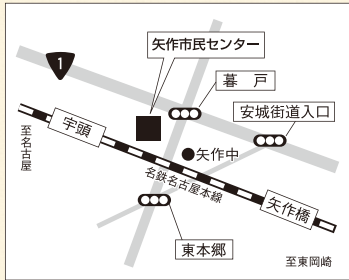 矢作市民センター
1
暮戸
安城街道入口
宇頭
至名古屋
矢作中
名鉄名古屋本線
矢作橋
東本郷
至東岡崎